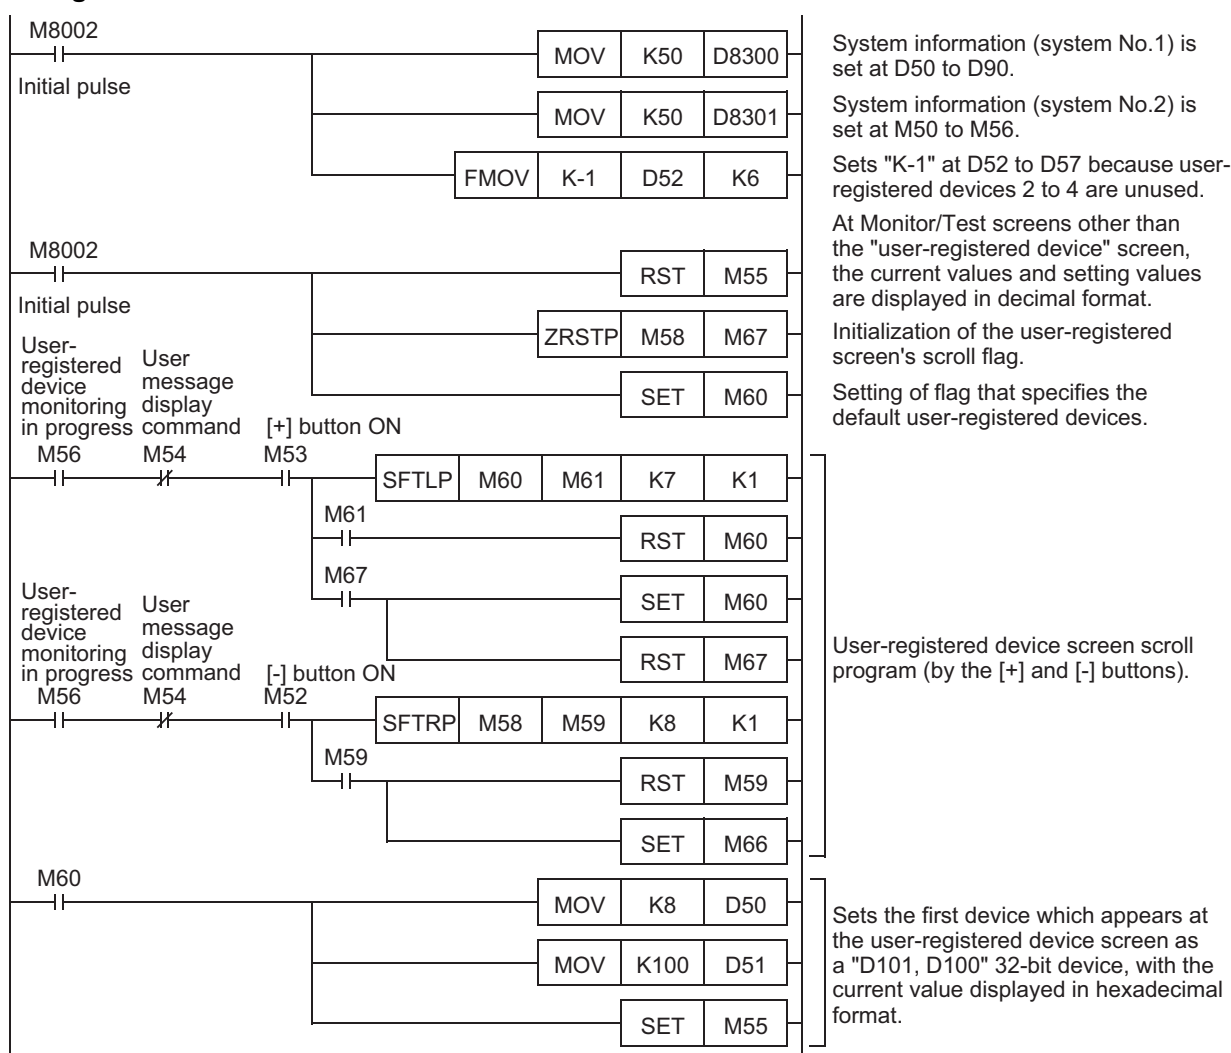 M8002
MOV K50 D8300
System information (system No.1) is
set at D50 to D90.
Initial pulse
MOV K50 D8301
System information (system No.2) is
set at M50 to M56.
FMOV K-1 D52 K6
Sets "K-1" at D52 to D57 because user-
registered devices 2 to 4 are unused.
M8002
RST M55
At Monitor/Test screens other than
the "user-registered device" screen,
the current values and setting values
are displayed in decimal format.
Initial pulse
ZRSTP M58 M67
Initialization of the user-registered
screen's scroll flag.
SET M60
Setting of flag that specifies the
default user-registered devices.
User-
registered
device
monitoring
in progress
User
message
display
command
[+] button ON
M56 M54 M53
SFTLP M60 M61 K7 K1
M61
RST M60
M67
SET M60
RST M67
User-registered device screen scroll
program (by the [+] and [-] buttons).
User-
registered
device
monitoring
in progress
User
message
display
command
[-] button ON
M56 M54 M52
SFTRP M58 M59 K8 K1
M59
RST M59
SET M66
M60
MOV K8 D50
MOV K100 D51
SET M55
Sets the first device which appears at
the user-registered device screen as
a "D101, D100" 32-bit device, with the
current value displayed in hexadecimal
format.